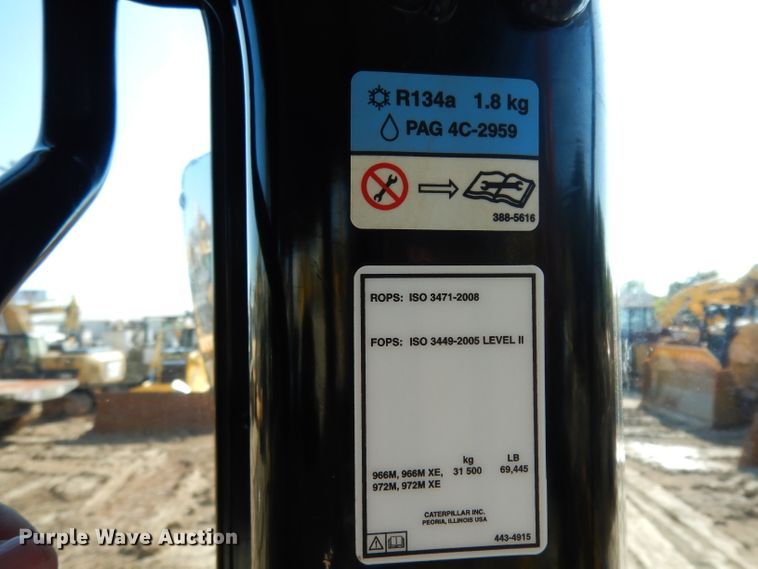 R134a 1.8 kg
PAG 4C-2959
388-5616
ROPS: ISO 3471-2008
FOPS: ISO 3449-2005 LEVEL II
kg LB
966M, 966M XE, 31 500 69,445
972M, 972M XE
CATERPILLAR INC.
PEORIA, ILLINOIS USA
443-4915
Purple Wave Auction